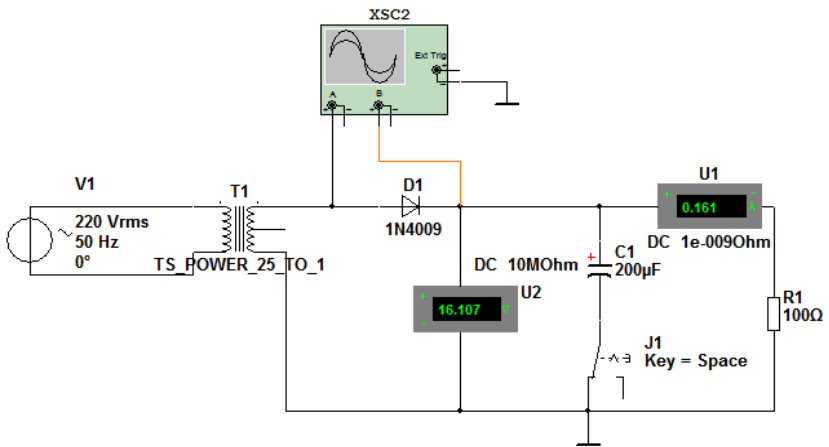 XSC2
Ext Trig
+
−
A
B
+ −
+ −
V1
220 Vrms
50 Hz
0°
T1
TS_POWER_25_TO_1
D1
1N4009
U1
+ −
0.161
A
DC 1e-009Ohm
DC 10MOhm
U2
+
16.107
V
−
+
C1
200µF
R1
100Ω
J1
Key = Space